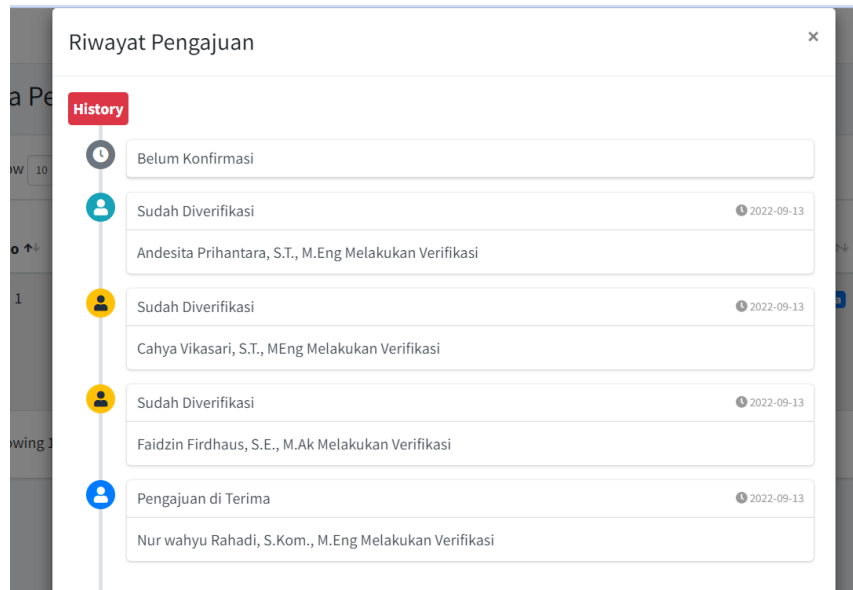 Riwayat Pengajuan
×
a Pe
History
ow 10
Belum Konfirmasi
Sudah Diverifikasi 2022-09-13
o
Andesita Prihantara, S.T., M.Eng Melakukan Verifikasi
1
Sudah Diverifikasi 2022-09-13
a
Cahya Vikasari, S.T., MEng Melakukan Verifikasi
Sudah Diverifikasi 2022-09-13
owing 1
Faidzin Firdhaus, S.E., M.Ak Melakukan Verifikasi
Pengajuan di Terima 2022-09-13
Nur wahyu Rahadi, S.Kom., M.Eng Melakukan Verifikasi